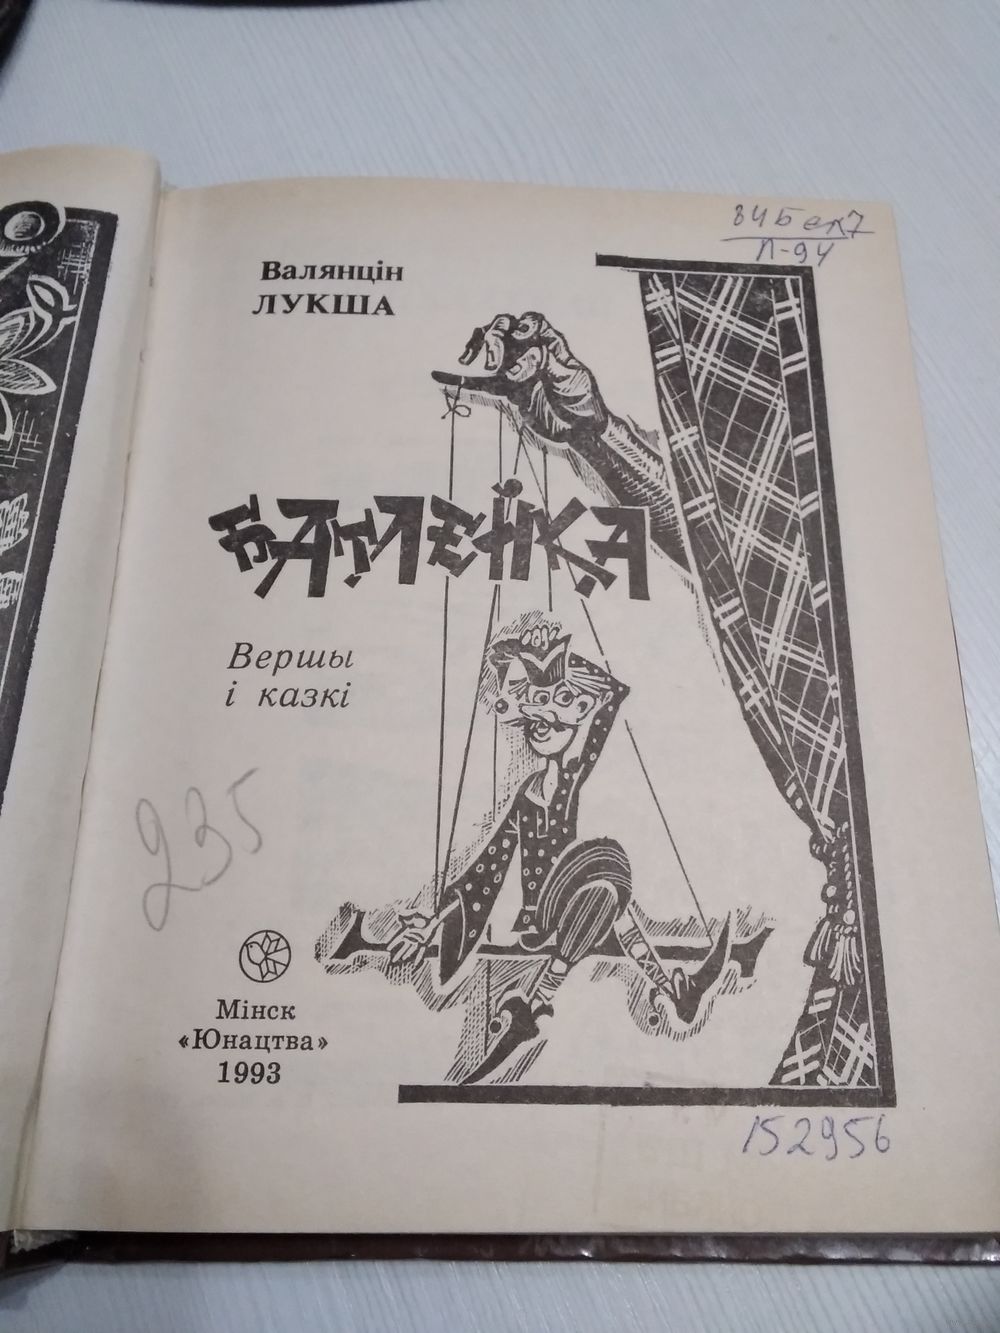 84Бел7
Л-94
Валянцін
ЛУКША
БАТЛЕЙКА
Вершы
і казкі
235
Мінск
«Юнацтва»
1993
152956